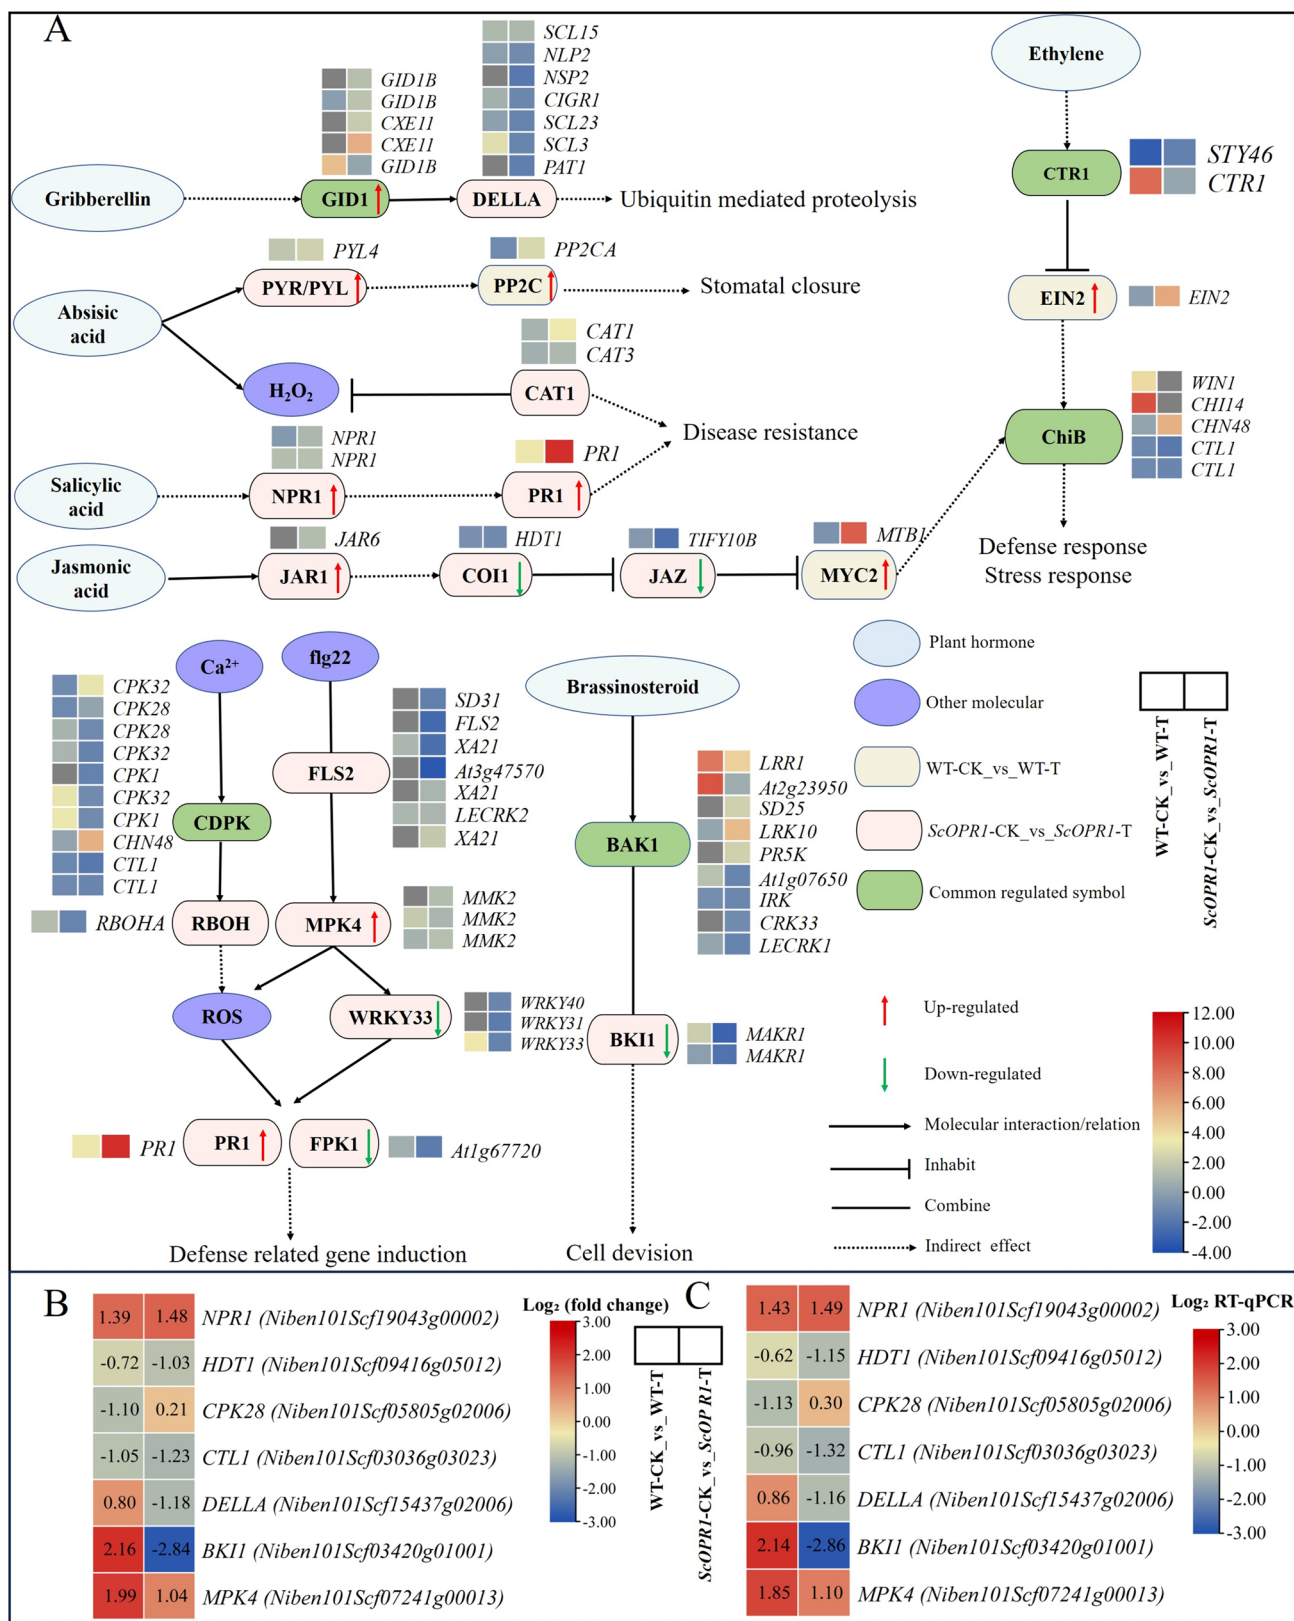 A
Gribberellin
GID1B
GID1B
CXE11
CXE11
GID1B
GID1
SCL15
NLP2
NSP2
CIGR1
SCL23
SCL3
PAT1
DELLA
Ubiquitin mediated proteolysis
Absisic
acid
PYL4
PYR/PYL
PP2CA
PP2C
Stomatal closure
H₂O₂
CAT1
CAT3
CAT1
Disease resistance
Salicylic
acid
NPR1
NPR1
NPR1
PR1
PR1
Jasmonic
acid
JAR6
JAR1
HDT1
COI1
TIFY10B
JAZ
MTB1
MYC2
Ethylene
CTR1
STY46
CTR1
EIN2
EIN2
WIN1
CHI14
CHN48
CTL1
CTL1
ChiB
Defense response
Stress response
Ca²⁺
CPK32
CPK28
CPK28
CPK32
CPK1
CPK32
CPK1
CHN48
CTL1
CTL1
CDPK
RBOHA
RBOH
ROS
flg22
FLS2
SD31
FLS2
XA21
At3g47570
XA21
LECRK2
XA21
MPK4
MMK2
MMK2
MMK2
WRKY33
WRKY40
WRKY31
WRKY33
PR1
PR1
FPK1
At1g67720
Defense related gene induction
Brassinosteroid
BAK1
LRR1
At2g23950
SD25
LRK10
PR5K
At1g07650
IRK
CRK33
LECRK1
BKI1
MAKR1
MAKR1
Cell devision
Plant hormone
Other molecular
WT-CK_vs_WT-T
ScOPR1-CK_vs_ScOPR1-T
Common regulated symbol
WT-CK_vs_WT-T
ScOPR1-CK_vs_ScOPR1-T
Up-regulated
Down-regulated
Molecular interaction/relation
Inhabit
Combine
Indirect effect
12.00
10.00
8.00
6.00
4.00
2.00
0.00
-2.00
-4.00
B
1.39 1.48 NPR1 (Niben101Scf19043g00002)
-0.72 -1.03 HDT1 (Niben101Scf09416g05012)
-1.10 0.21 CPK28 (Niben101Scf05805g02006)
-1.05 -1.23 CTL1 (Niben101Scf03036g03023)
0.80 -1.18 DELLA (Niben101Scf15437g02006)
2.16 -2.84 BKI1 (Niben101Scf03420g01001)
1.99 1.04 MPK4 (Niben101Scf07241g00013)
Log₂ (fold change)
3.00
2.00
1.00
0.00
-1.00
-2.00
-3.00
WT-CK_vs_WT-T
ScOPR1-CK_vs_ScOPR1-T
C
1.43 1.49 NPR1 (Niben101Scf19043g00002)
-0.62 -1.15 HDT1 (Niben101Scf09416g05012)
-1.13 0.30 CPK28 (Niben101Scf05805g02006)
-0.96 -1.32 CTL1 (Niben101Scf03036g03023)
0.86 -1.16 DELLA (Niben101Scf15437g02006)
2.14 -2.86 BKI1 (Niben101Scf03420g01001)
1.85 1.10 MPK4 (Niben101Scf07241g00013)
Log₂ RT-qPCR
3.00
2.00
1.00
0.00
-1.00
-2.00
-3.00